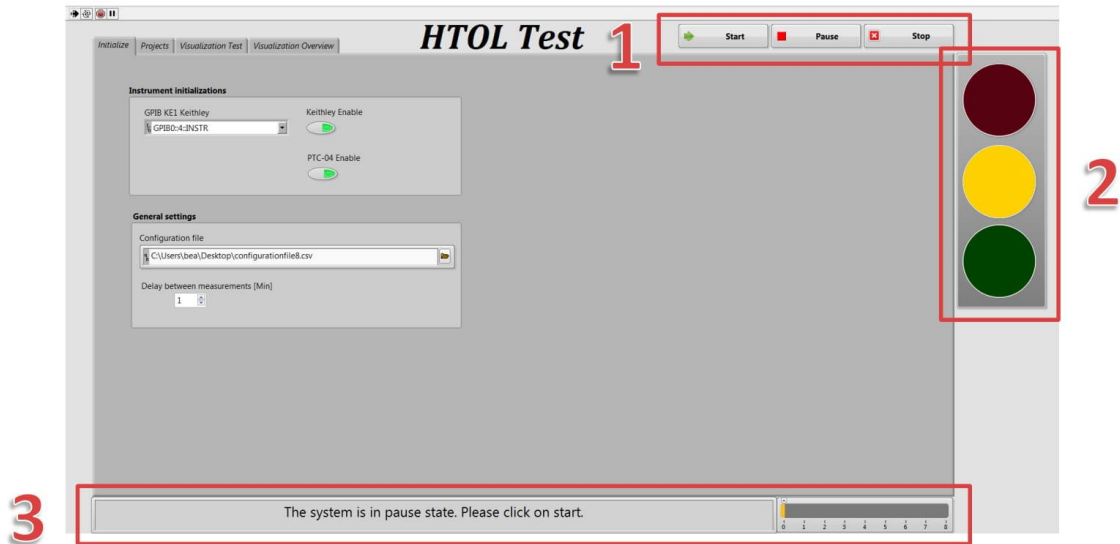 HTOL Test
1
Start Pause Stop
Initialize Projects Visualization Test Visualization Overview
Instrument initializations
GPIB KE1 Keithley Keithley Enable
GPIB0::4::INSTR
PTC-04 Enable
2
General settings
Configuration file
C:\Users\bea\Desktop\configurationfile8.csv
Delay between measurements [Min]
1
3
The system is in pause state. Please click on start.
0 1 2 3 4 5 6 7 8